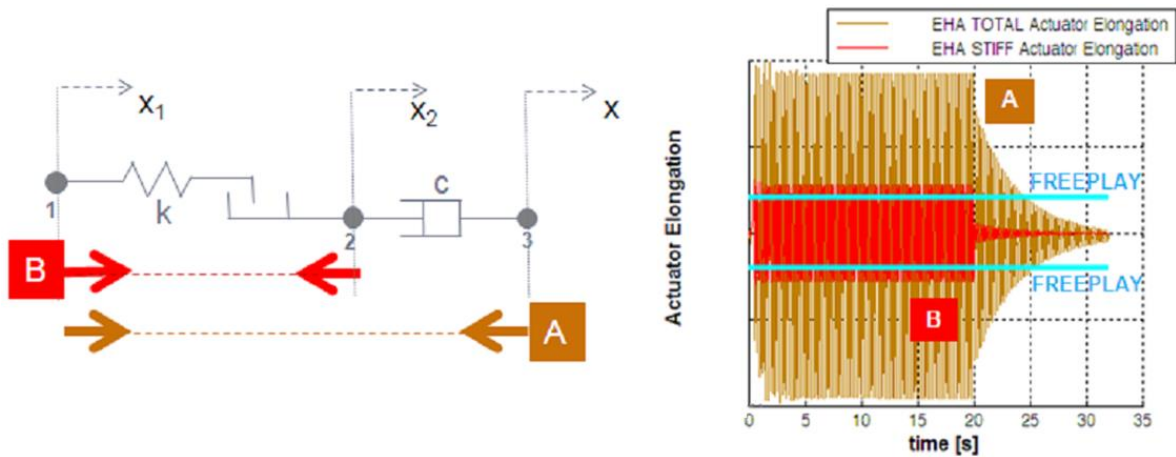 x1
x2
x
1
k
2
c
3
B
A
EHA TOTAL Actuator Elongation
EHA STIFF Actuator Elongation
Actuator Elongation
A
FREEPLAY
FREEPLAY
B
0 5 10 15 20 25 30 35
time [s]